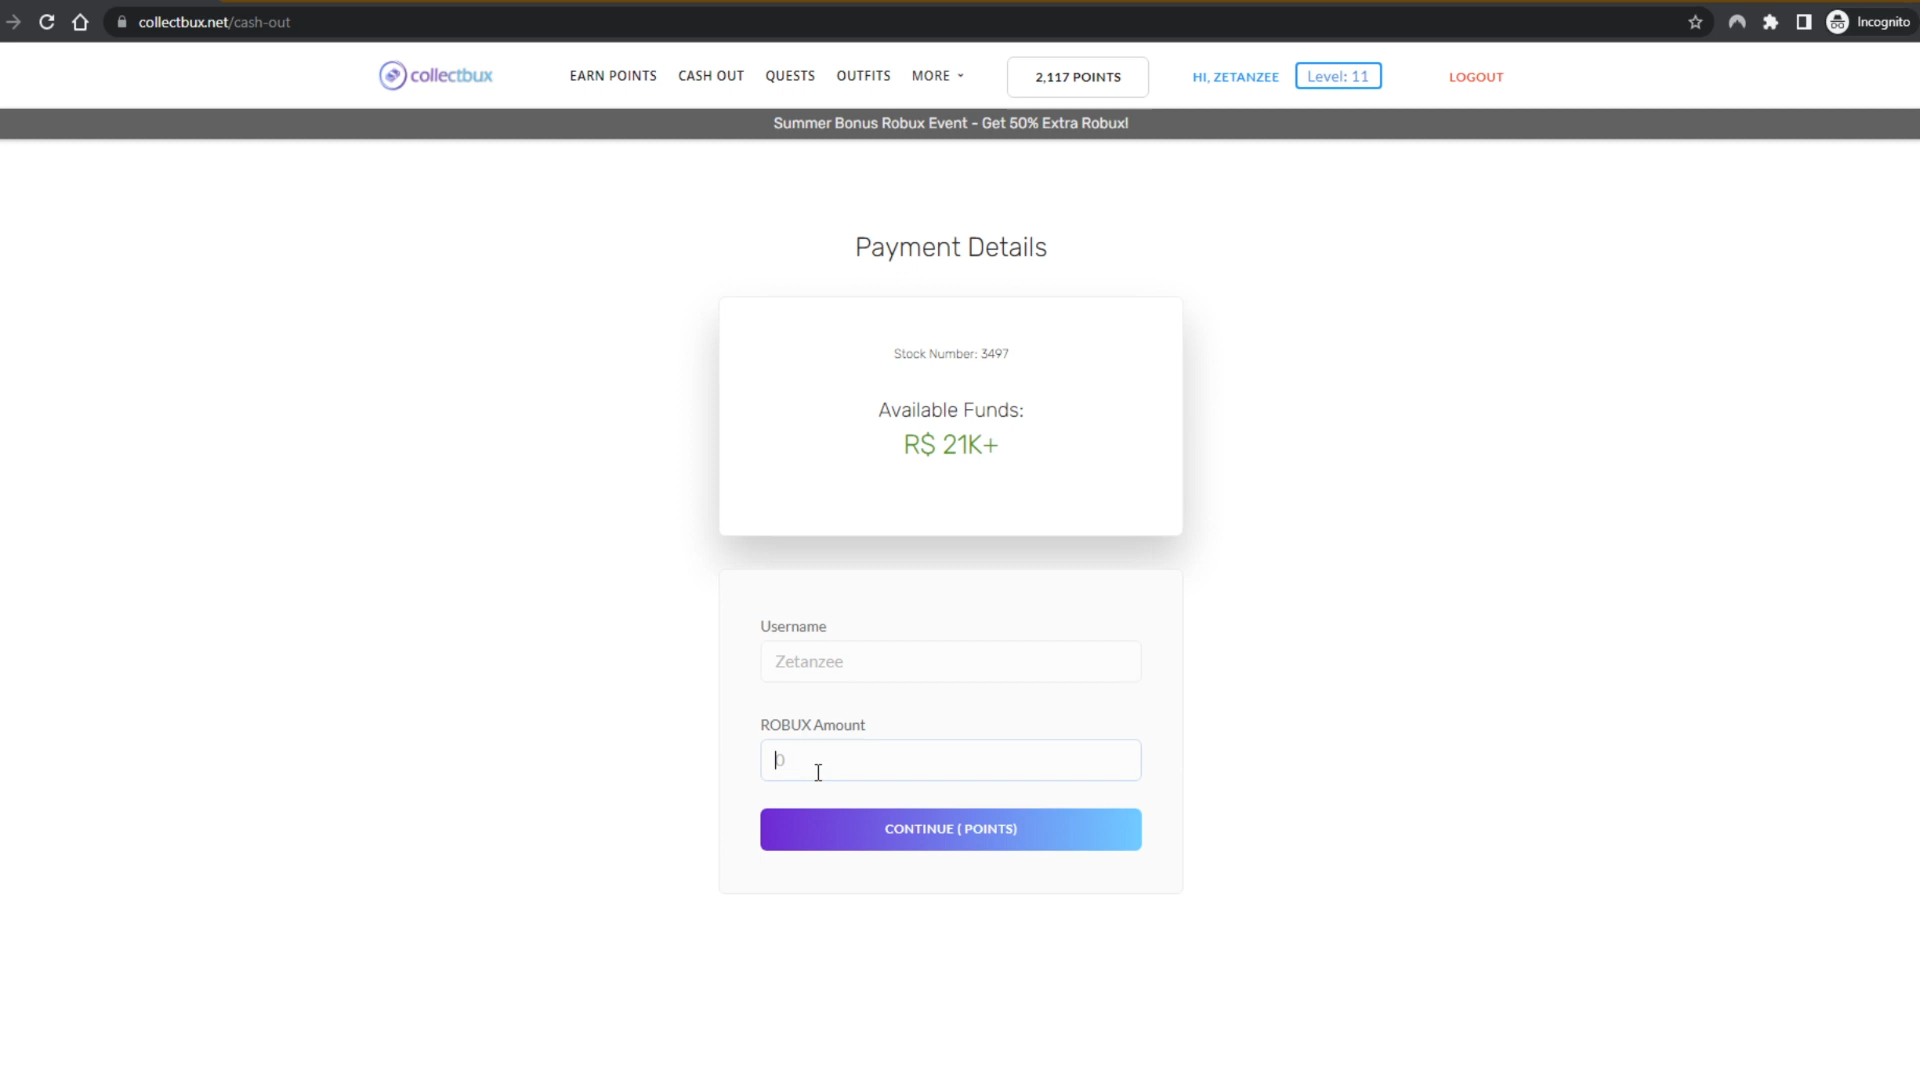 collectbux.net/cash-out
Incognito
collectbux
EARN POINTS CASH OUT QUESTS OUTFITS MORE
2,117 POINTS
HI, ZETANZEE
Level: 11
LOGOUT
Summer Bonus Robux Event - Get 50% Extra Robux!
Payment Details
Stock Number: 3497
Available Funds:
R$ 21K+
Username
Zetanzee
ROBUX Amount
0
CONTINUE ( POINTS)